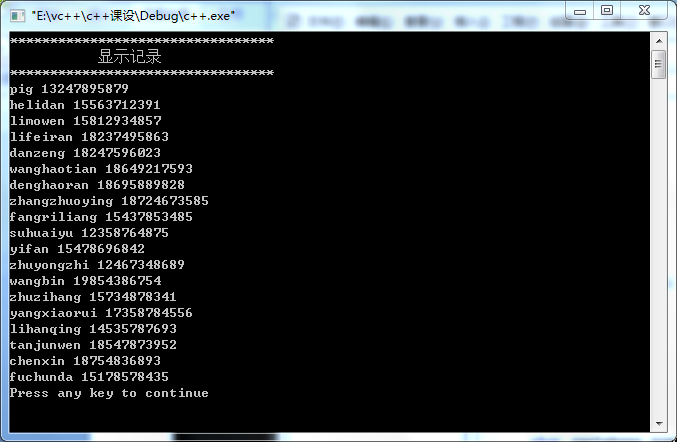 "E:\vc++\c++课设\Debug\c++.exe"
*********************************
显示记录
*********************************
pig 13247895879
helidan 15563712391
limowen 15812934857
lifeiran 18237495863
danzeng 18247596023
wanghaotian 18649217593
denghaoran 18695889828
zhangzhuoying 18724673585
fangriliang 15437853485
suhuaiyu 12358764875
yifan 15478696842
zhuyongzhi 12467348689
wangbin 19854386754
zhuzihang 15734878341
yangxiaorui 17358784556
lihanqing 14535787693
tanjunwen 18547873952
chenxin 18754836893
fuchunda 15178578435
Press any key to continue